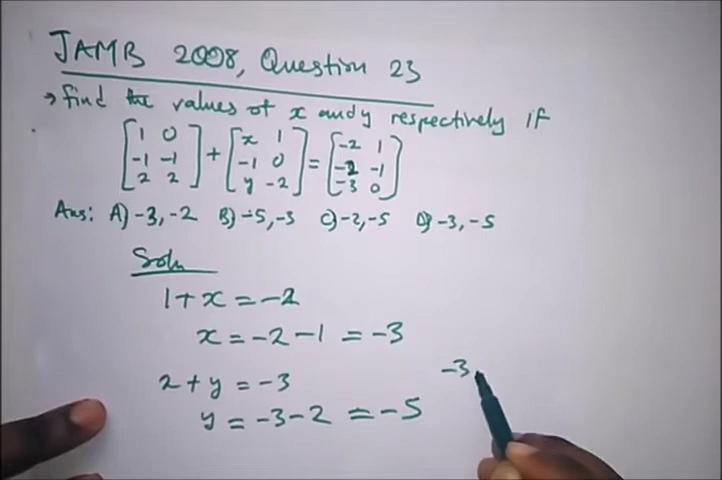 JAMB 2008, Question 23
→ find the values of x and y respectively if
[1 0] + [x 1] = [-2 1]
[-1 -1] [-1 0] [-2 -1]
[2 2] [y -2] [-3 0]
Ans: A) -3, -2 B) -5, -3 C) -2, -5 D) -3, -5
Soln
1 + x = -2
x = -2 - 1 = -3
2 + y = -3
-3
y = -3 - 2 = -5